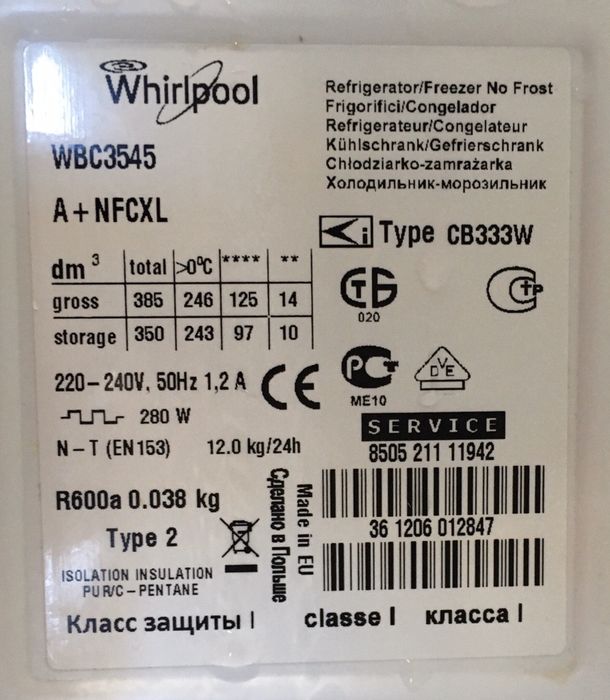 Whirlpool
WBC3545
A+NFCXL
Refrigerator/Freezer No Frost
Frigorifici/Congelador
Refrigerateur/Congelateur
Kühlschrank/Gefrierschrank
Chłodziarko-zamrażarka
Холодильник-морозильник
i Type CB333W
dm³ total >0ºC **** **
gross 385 246 125 14
storage 350 243 97 10
020
ME10
DVE
220-240V, 50Hz 1,2 A CE
280 W
N-T (EN153) 12.0 kg/24h
SERVICE
8505 211 11942
36 1206 012847
R600a 0.038 kg
Type 2
ISOLATION INSULATION
PUR/C-PENTANE
Сделано в Польше
Made in EU
Класс защиты I classe I класса I